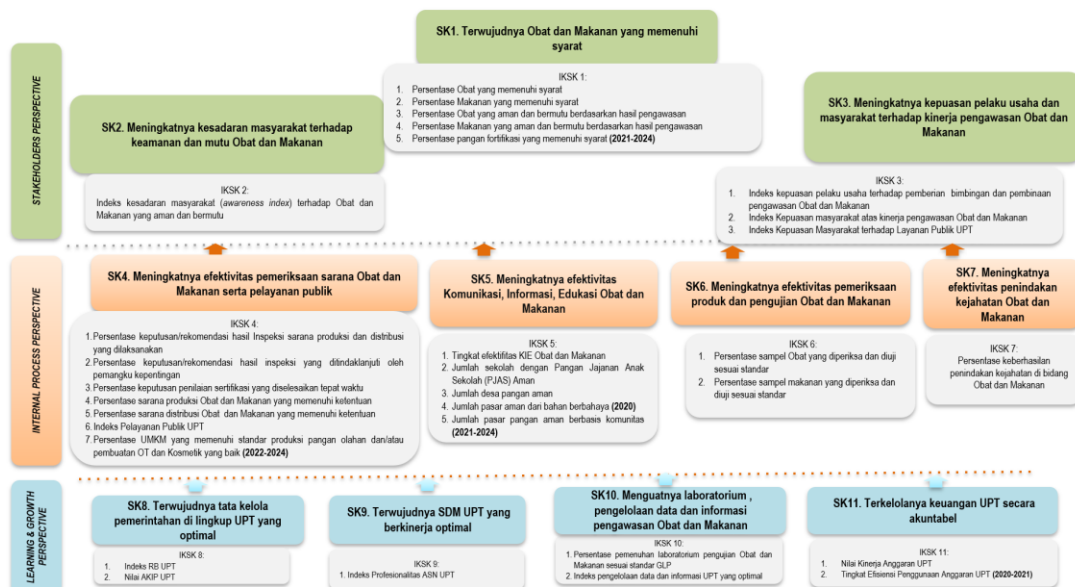 STAKEHOLDERS PERSPECTIVE
SK1. Terwujudnya Obat dan Makanan yang memenuhi
syarat
IKSK 1:
1. Persentase Obat yang memenuhi syarat
2. Persentase Makanan yang memenuhi syarat
3. Persentase Obat yang aman dan bermutu berdasarkan hasil pengawasan
4. Persentase Makanan yang aman dan bermutu berdasarkan hasil pengawasan
5. Persentase pangan fortifikasi yang memenuhi syarat (2021-2024)
SK2. Meningkatnya kesadaran masyarakat terhadap
keamanan dan mutu Obat dan Makanan
IKSK 2:
Indeks kesadaran masyarakat (awareness index) terhadap Obat dan
Makanan yang aman dan bermutu
SK3. Meningkatnya kepuasan pelaku usaha dan
masyarakat terhadap kinerja pengawasan Obat dan
Makanan
IKSK 3:
1. Indeks kepuasan pelaku usaha terhadap pemberian bimbingan dan pembinaan
pengawasan Obat dan Makanan
2. Indeks Kepuasan masyarakat atas kinerja pengawasan Obat dan Makanan
3. Indeks Kepuasan Masyarakat terhadap Layanan Publik UPT
INTERNAL PROCESS PERSPECTIVE
SK4. Meningkatnya efektivitas pemeriksaan sarana Obat dan
Makanan serta pelayanan publik
IKSK 4:
1. Persentase keputusan/rekomendasi hasil Inspeksi sarana produksi dan distribusi
yang dilaksanakan
2. Persentase keputusan/rekomendasi hasil inspeksi yang ditindaklanjuti oleh
pemangku kepentingan
3. Persentase keputusan penilaian sertifikasi yang diselesaikan tepat waktu
4. Persentase sarana produksi Obat dan Makanan yang memenuhi ketentuan
5. Persentase sarana distribusi Obat dan Makanan yang memenuhi ketentuan
6. Indeks Pelayanan Publik UPT
7. Persentase UMKM yang memenuhi standar produksi pangan olahan dan/atau
pembuatan OT dan Kosmetik yang baik (2022-2024)
SK5. Meningkatnya efektivitas
Komunikasi, Informasi, Edukasi Obat dan
Makanan
IKSK 5:
1. Tingkat efektifitas KIE Obat dan Makanan
2. Jumlah sekolah dengan Pangan Jajanan Anak
Sekolah (PJAS) Aman
3. Jumlah desa pangan aman
4. Jumlah pasar aman dari bahan berbahaya (2020)
5. Jumlah pasar pangan aman berbasis komunitas
(2021-2024)
SK6. Meningkatnya efektivitas pemeriksaan
produk dan pengujian Obat dan Makanan
IKSK 6:
1. Persentase sampel Obat yang diperiksa dan diuji
sesuai standar
2. Persentase sampel makanan yang diperiksa dan
diuji sesuai standar
SK7. Meningkatnya
efektivitas penindakan
kejahatan Obat dan
Makanan
IKSK 7:
Persentase keberhasilan
penindakan kejahatan di bidang
Obat dan Makanan
LEARNING & GROWTH
PERSPECTIVE
SK8. Terwujudnya tata kelola
pemerintahan di lingkup UPT yang
optimal
IKSK 8:
1. Indeks RB UPT
2. Nilai AKIP UPT
SK9. Terwujudnya SDM UPT yang
berkinerja optimal
IKSK 9:
1. Indeks Profesionalitas ASN UPT
SK10. Menguatnya laboratorium ,
pengelolaan data dan informasi
pengawasan Obat dan Makanan
IKSK 10:
1. Persentase pemenuhan laboratorium pengujian Obat dan
Makanan sesuai standar GLP
2. Indeks pengelolaan data dan informasi UPT yang optimal
SK11. Terkelolanya keuangan UPT secara
akuntabel
IKSK 11:
1. Nilai Kinerja Anggaran UPT
2. Tingkat Efisiensi Penggunaan Anggaran UPT (2020-2021)